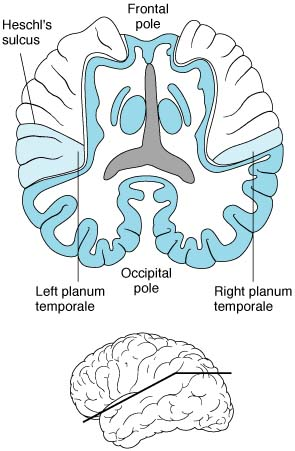 Frontal
pole
Heschl's
sulcus
Occipital
pole
Left planum
temporale
Right planum
temporale